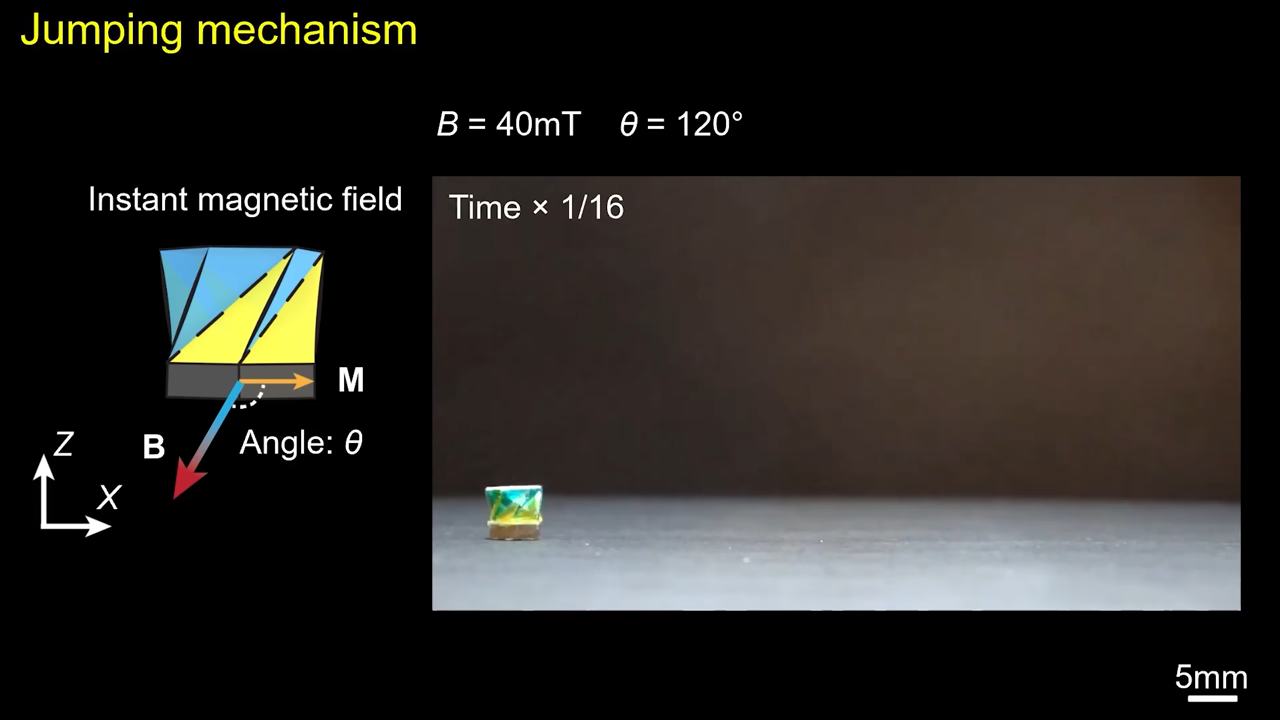 Jumping mechanism
B = 40mT θ = 120°
Instant magnetic field
Time × 1/16
M
B
Angle: θ
Z
X
5mm